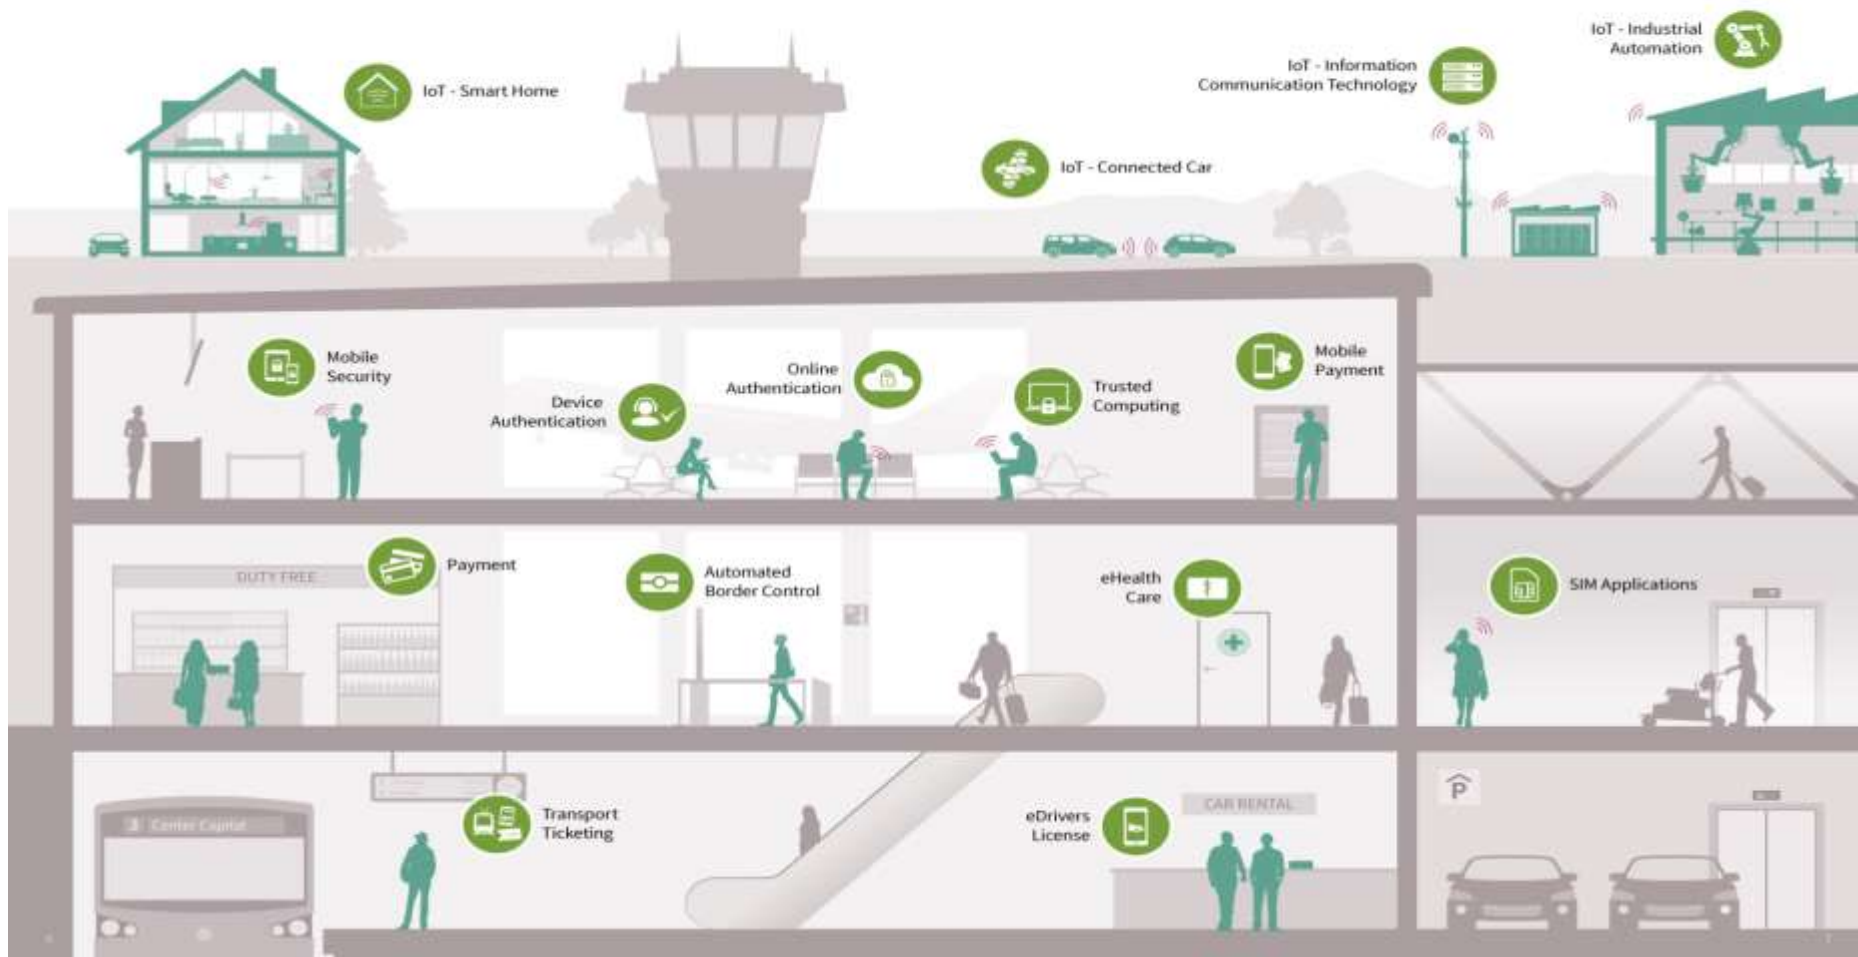 IoT - Smart Home
IoT - Information
Communication Technology
IoT - Industrial
Automation
IoT - Connected Car
Mobile
Security
Device
Authentication
Online
Authentication
Trusted
Computing
Mobile
Payment
DUTY FREE
Payment
Automated
Border Control
eHealth
Care
SIM Applications
3 Center Capital
Transport
Ticketing
eDrivers
License
CAR RENTAL
P